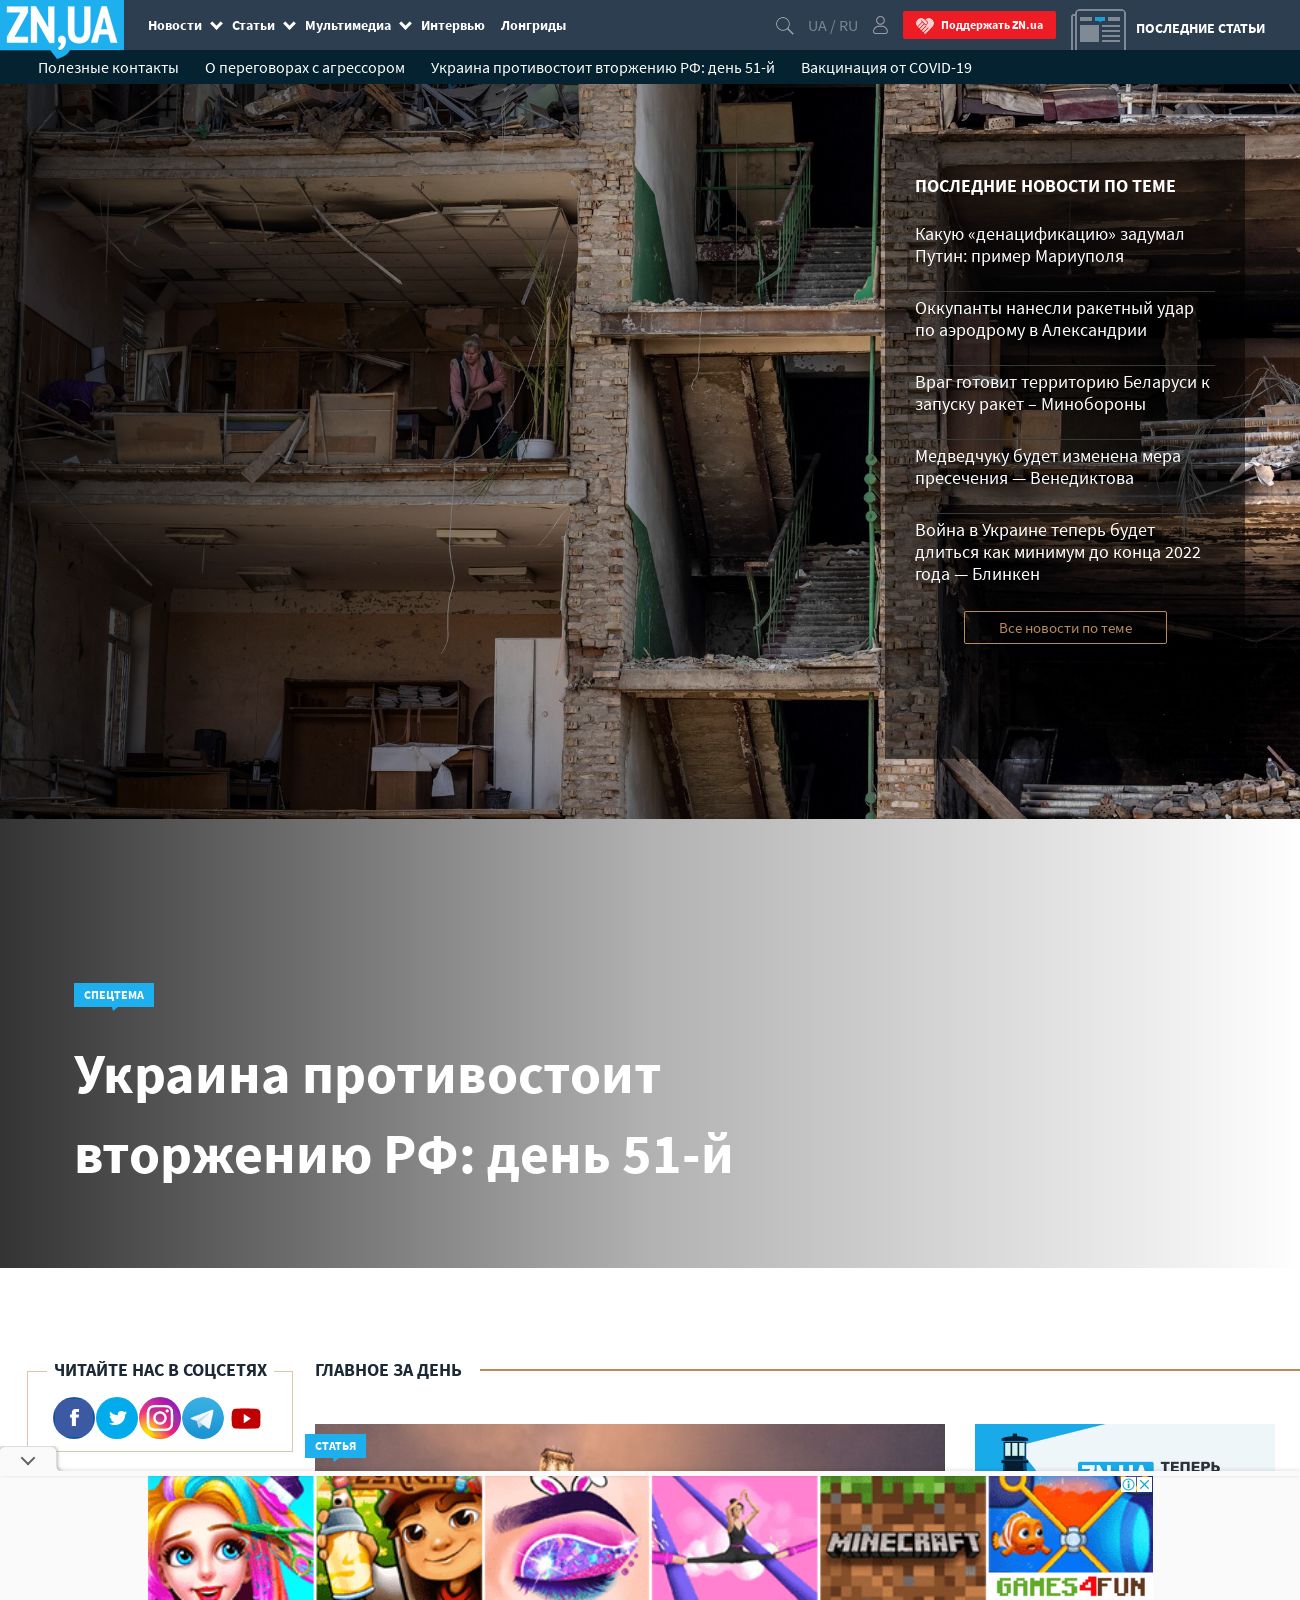 ZN,UA
Новости
Статьи
Мультимедиа
Интервью
Лонгриды
UA / RU
Поддержать ZN.ua
ПОСЛЕДНИЕ СТАТЬИ
Полезные контакты
О переговорах с агрессором
Украина противостоит вторжению РФ: день 51-й
Вакцинация от COVID-19
ПОСЛЕДНИЕ НОВОСТИ ПО ТЕМЕ
Какую «денацификацию» задумал
Путин: пример Мариуполя
Оккупанты нанесли ракетный удар
по аэродрому в Александрии
Враг готовит территорию Беларуси к
запуску ракет – Минобороны
Медведчуку будет изменена мера
пресечения — Венедиктова
Война в Украине теперь будет
длиться как минимум до конца 2022
года — Блинкен
Все новости по теме
СПЕЦТЕМА
Украина противостоит
вторжению РФ: день 51-й
ЧИТАЙТЕ НАС В СОЦСЕТЯХ
ГЛАВНОЕ ЗА ДЕНЬ
СТАТЬЯ
ZN,UA ТЕПЕРЬ
MINECRAFT
GAMES4FUN